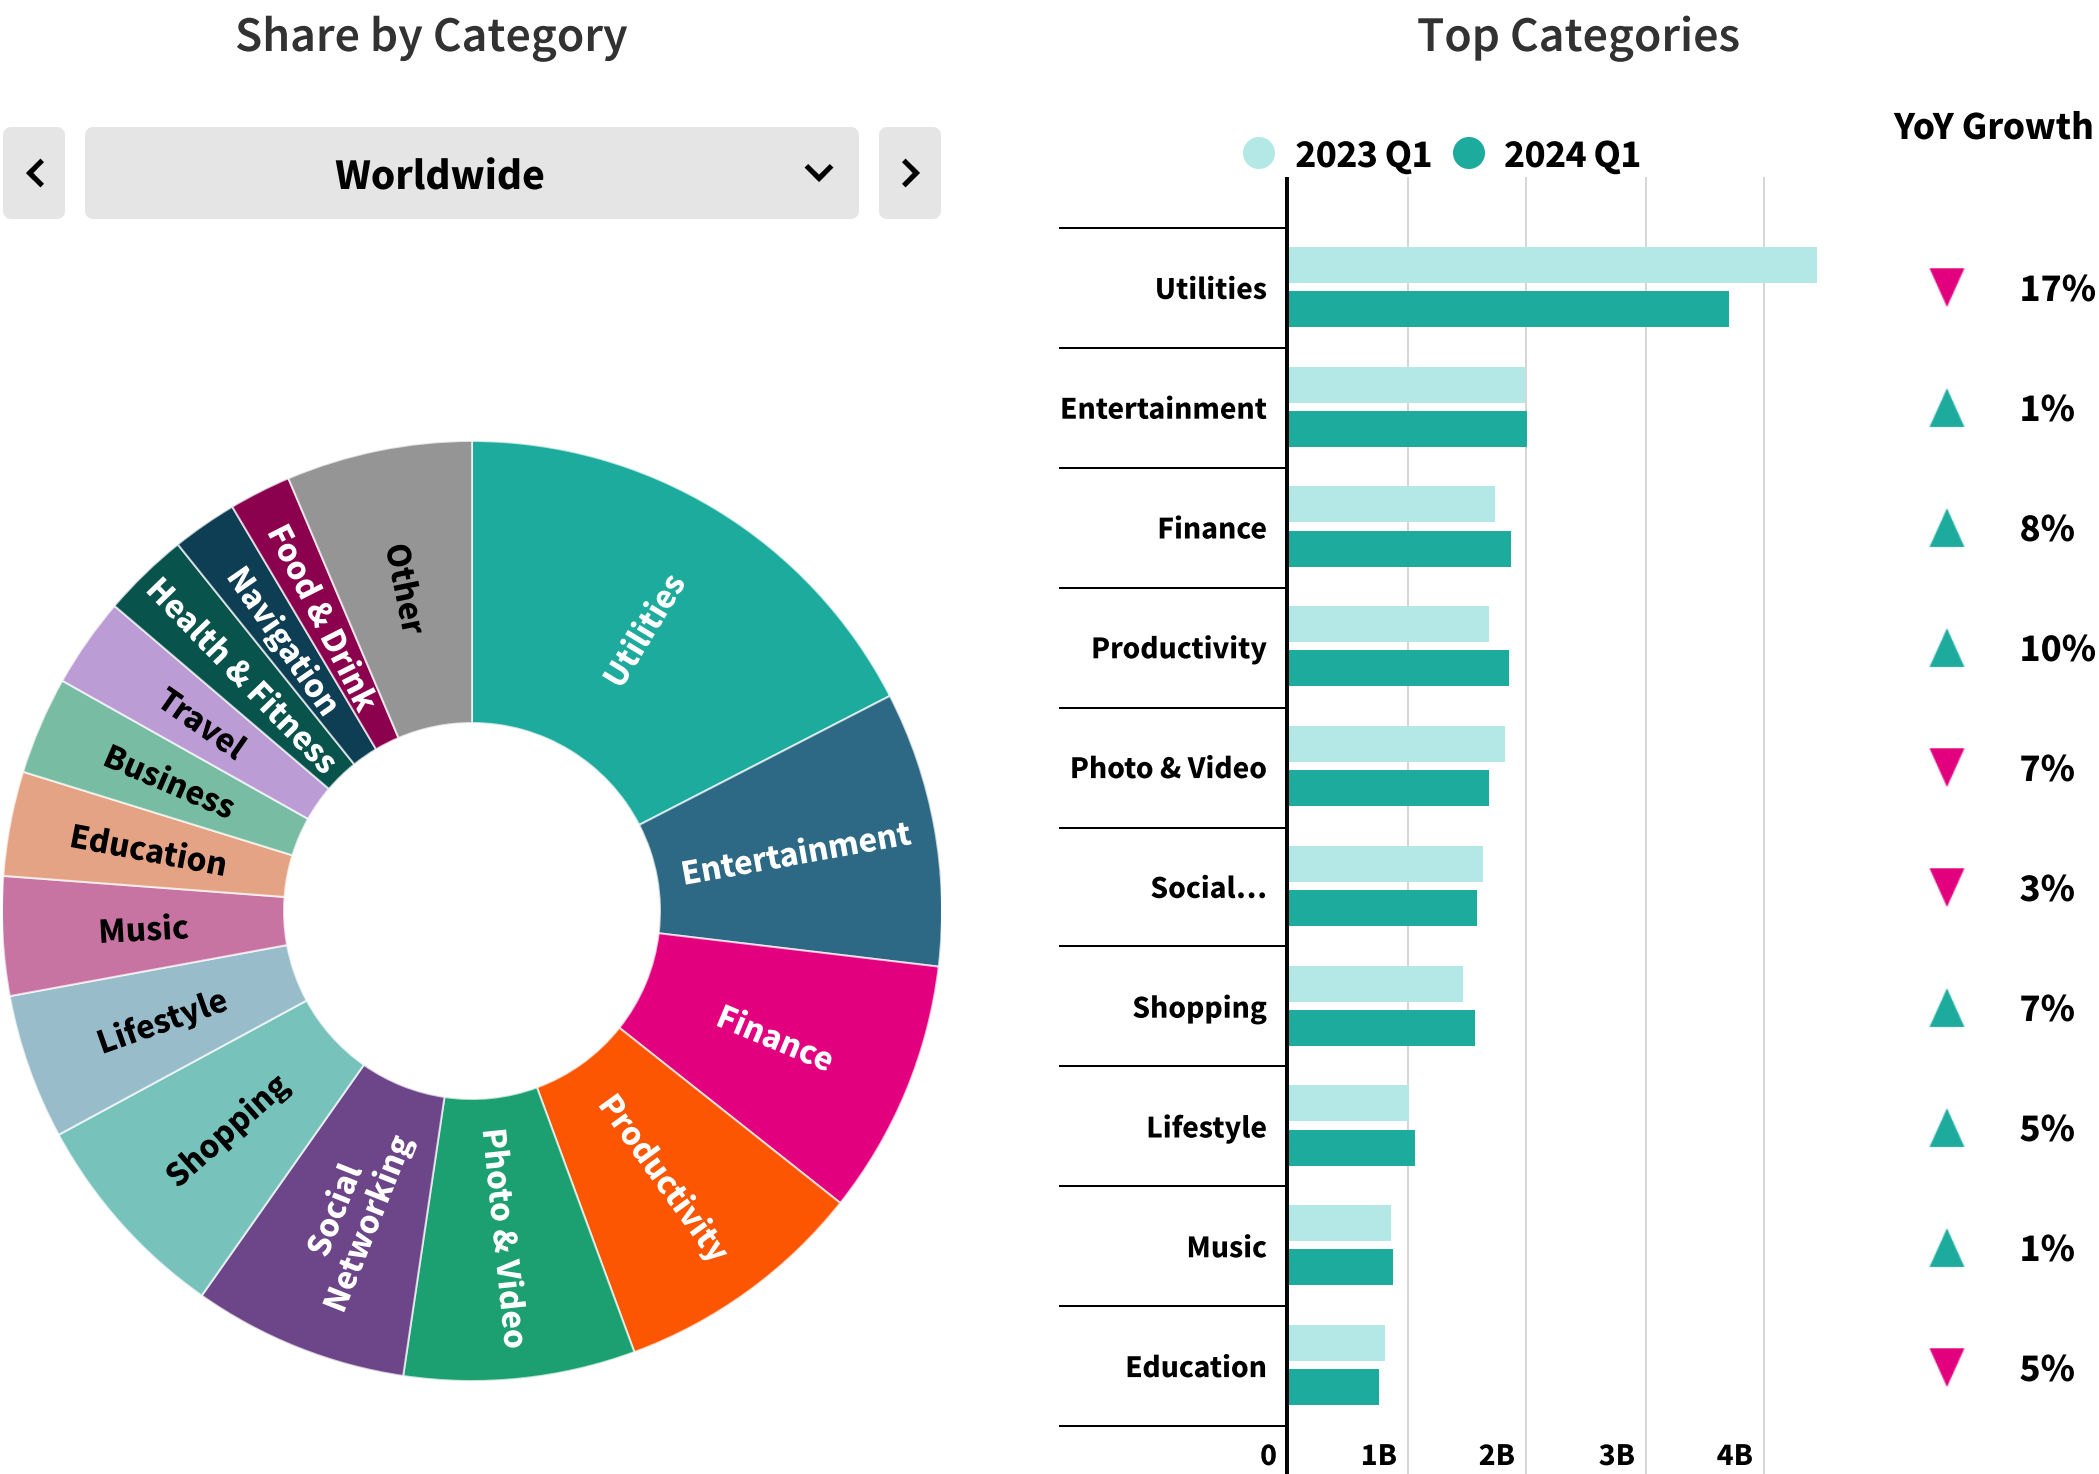 Share by Category
Worldwide
Utilities
Entertainment
Finance
Productivity
Photo & Video
Social
Networking
Shopping
Lifestyle
Music
Education
Business
Travel
Health & Fitness
Navigation
Food & Drink
Other
Top Categories
2023 Q1 2024 Q1
YoY Growth
Utilities 17%
Entertainment 1%
Finance 8%
Productivity 10%
Photo & Video 7%
Social... 3%
Shopping 7%
Lifestyle 5%
Music 1%
Education 5%
0 1B 2B 3B 4B